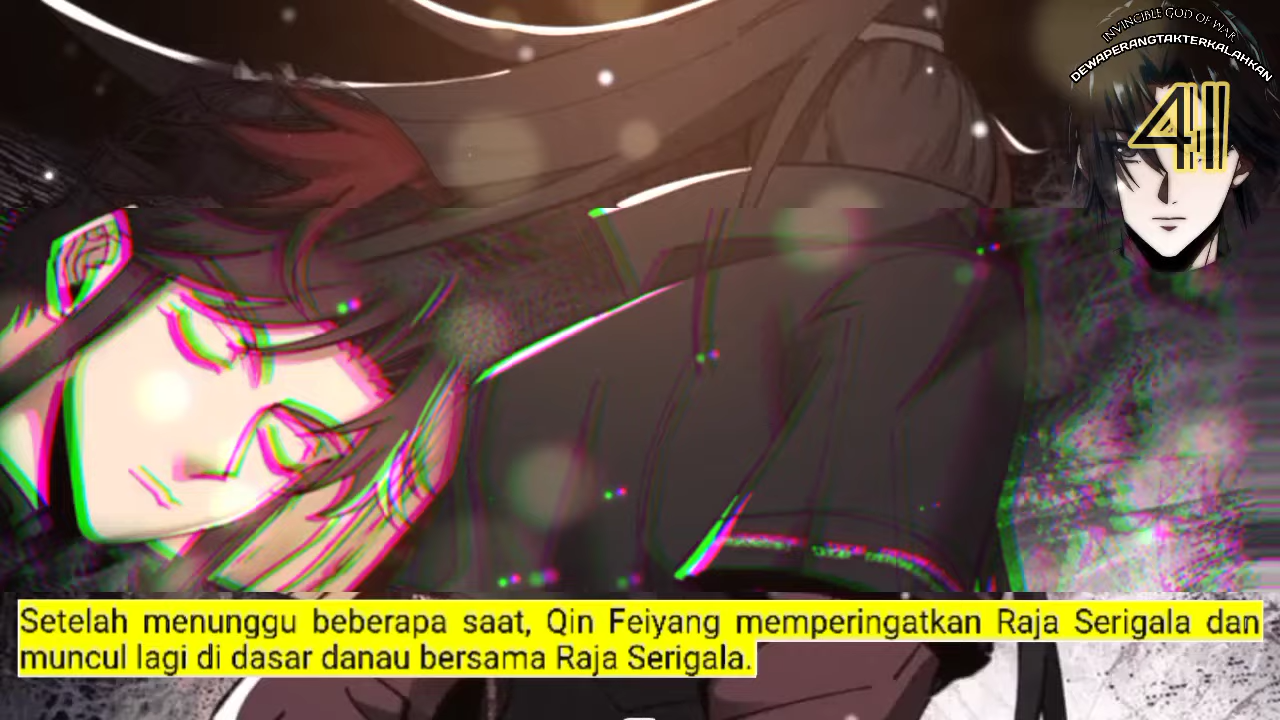 INVINCIBLE GOD OF WAR
DEWAPERANGTAKTERKALAHKAN
41
Setelah menunggu beberapa saat, Qin Feiyang memperingatkan Raja Serigala dan
muncul lagi di dasar danau bersama Raja Serigala.